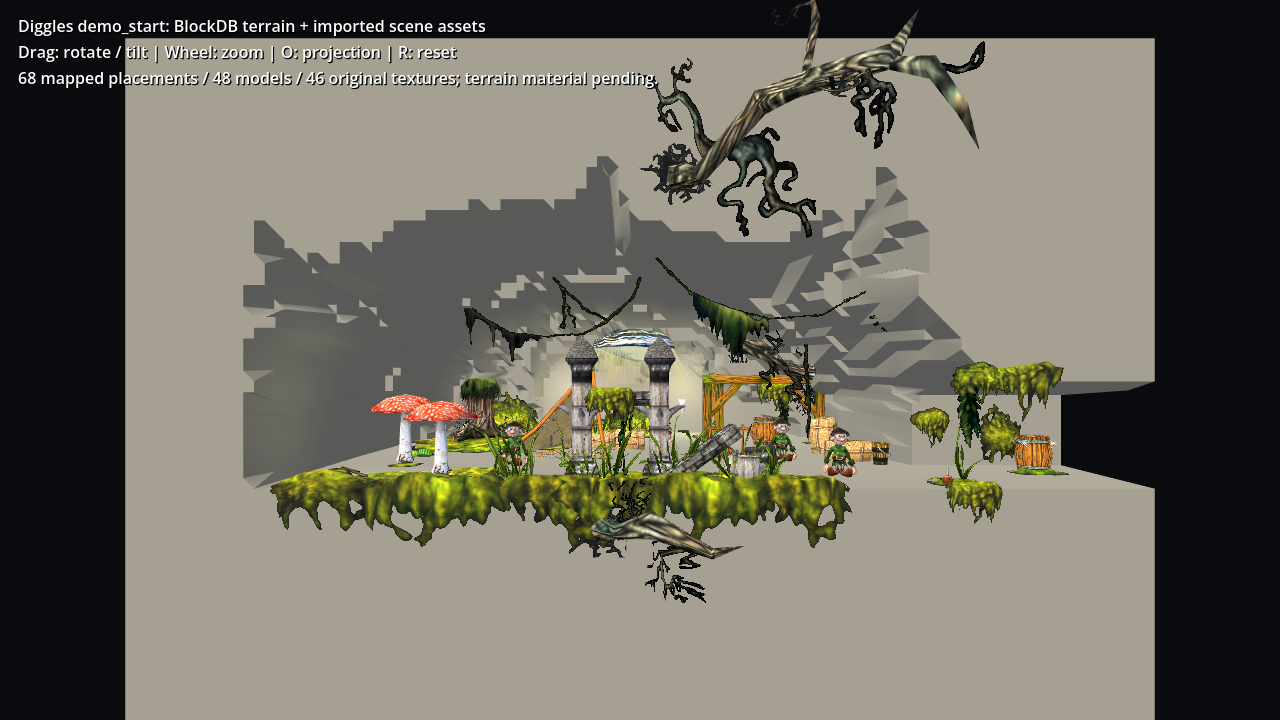 Diggles demo_start: BlockDB terrain + imported scene assets
Drag: rotate / tilt | Wheel: zoom | O: projection | R: reset
68 mapped placements / 48 models / 46 original textures; terrain material pending.